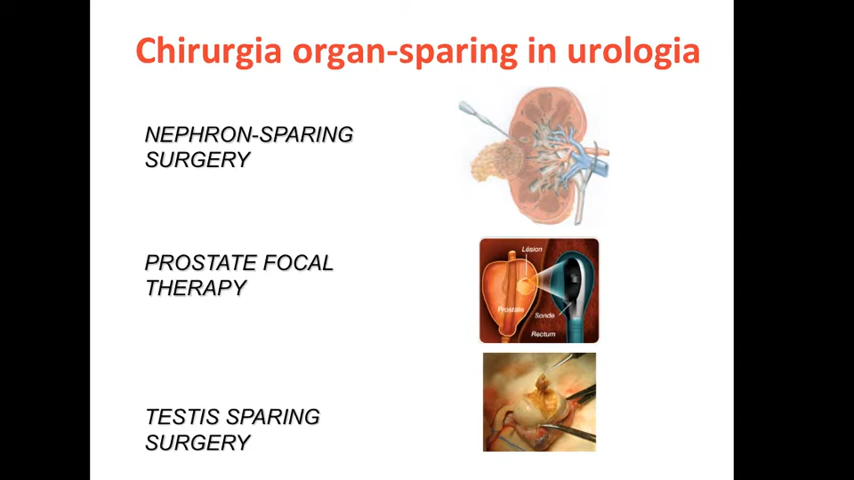 Chirurgia organ-sparing in urologia
NEPHRON-SPARING
SURGERY
PROSTATE FOCAL
THERAPY
Lésion
Prostate
Sonde
Rectum
TESTIS SPARING
SURGERY